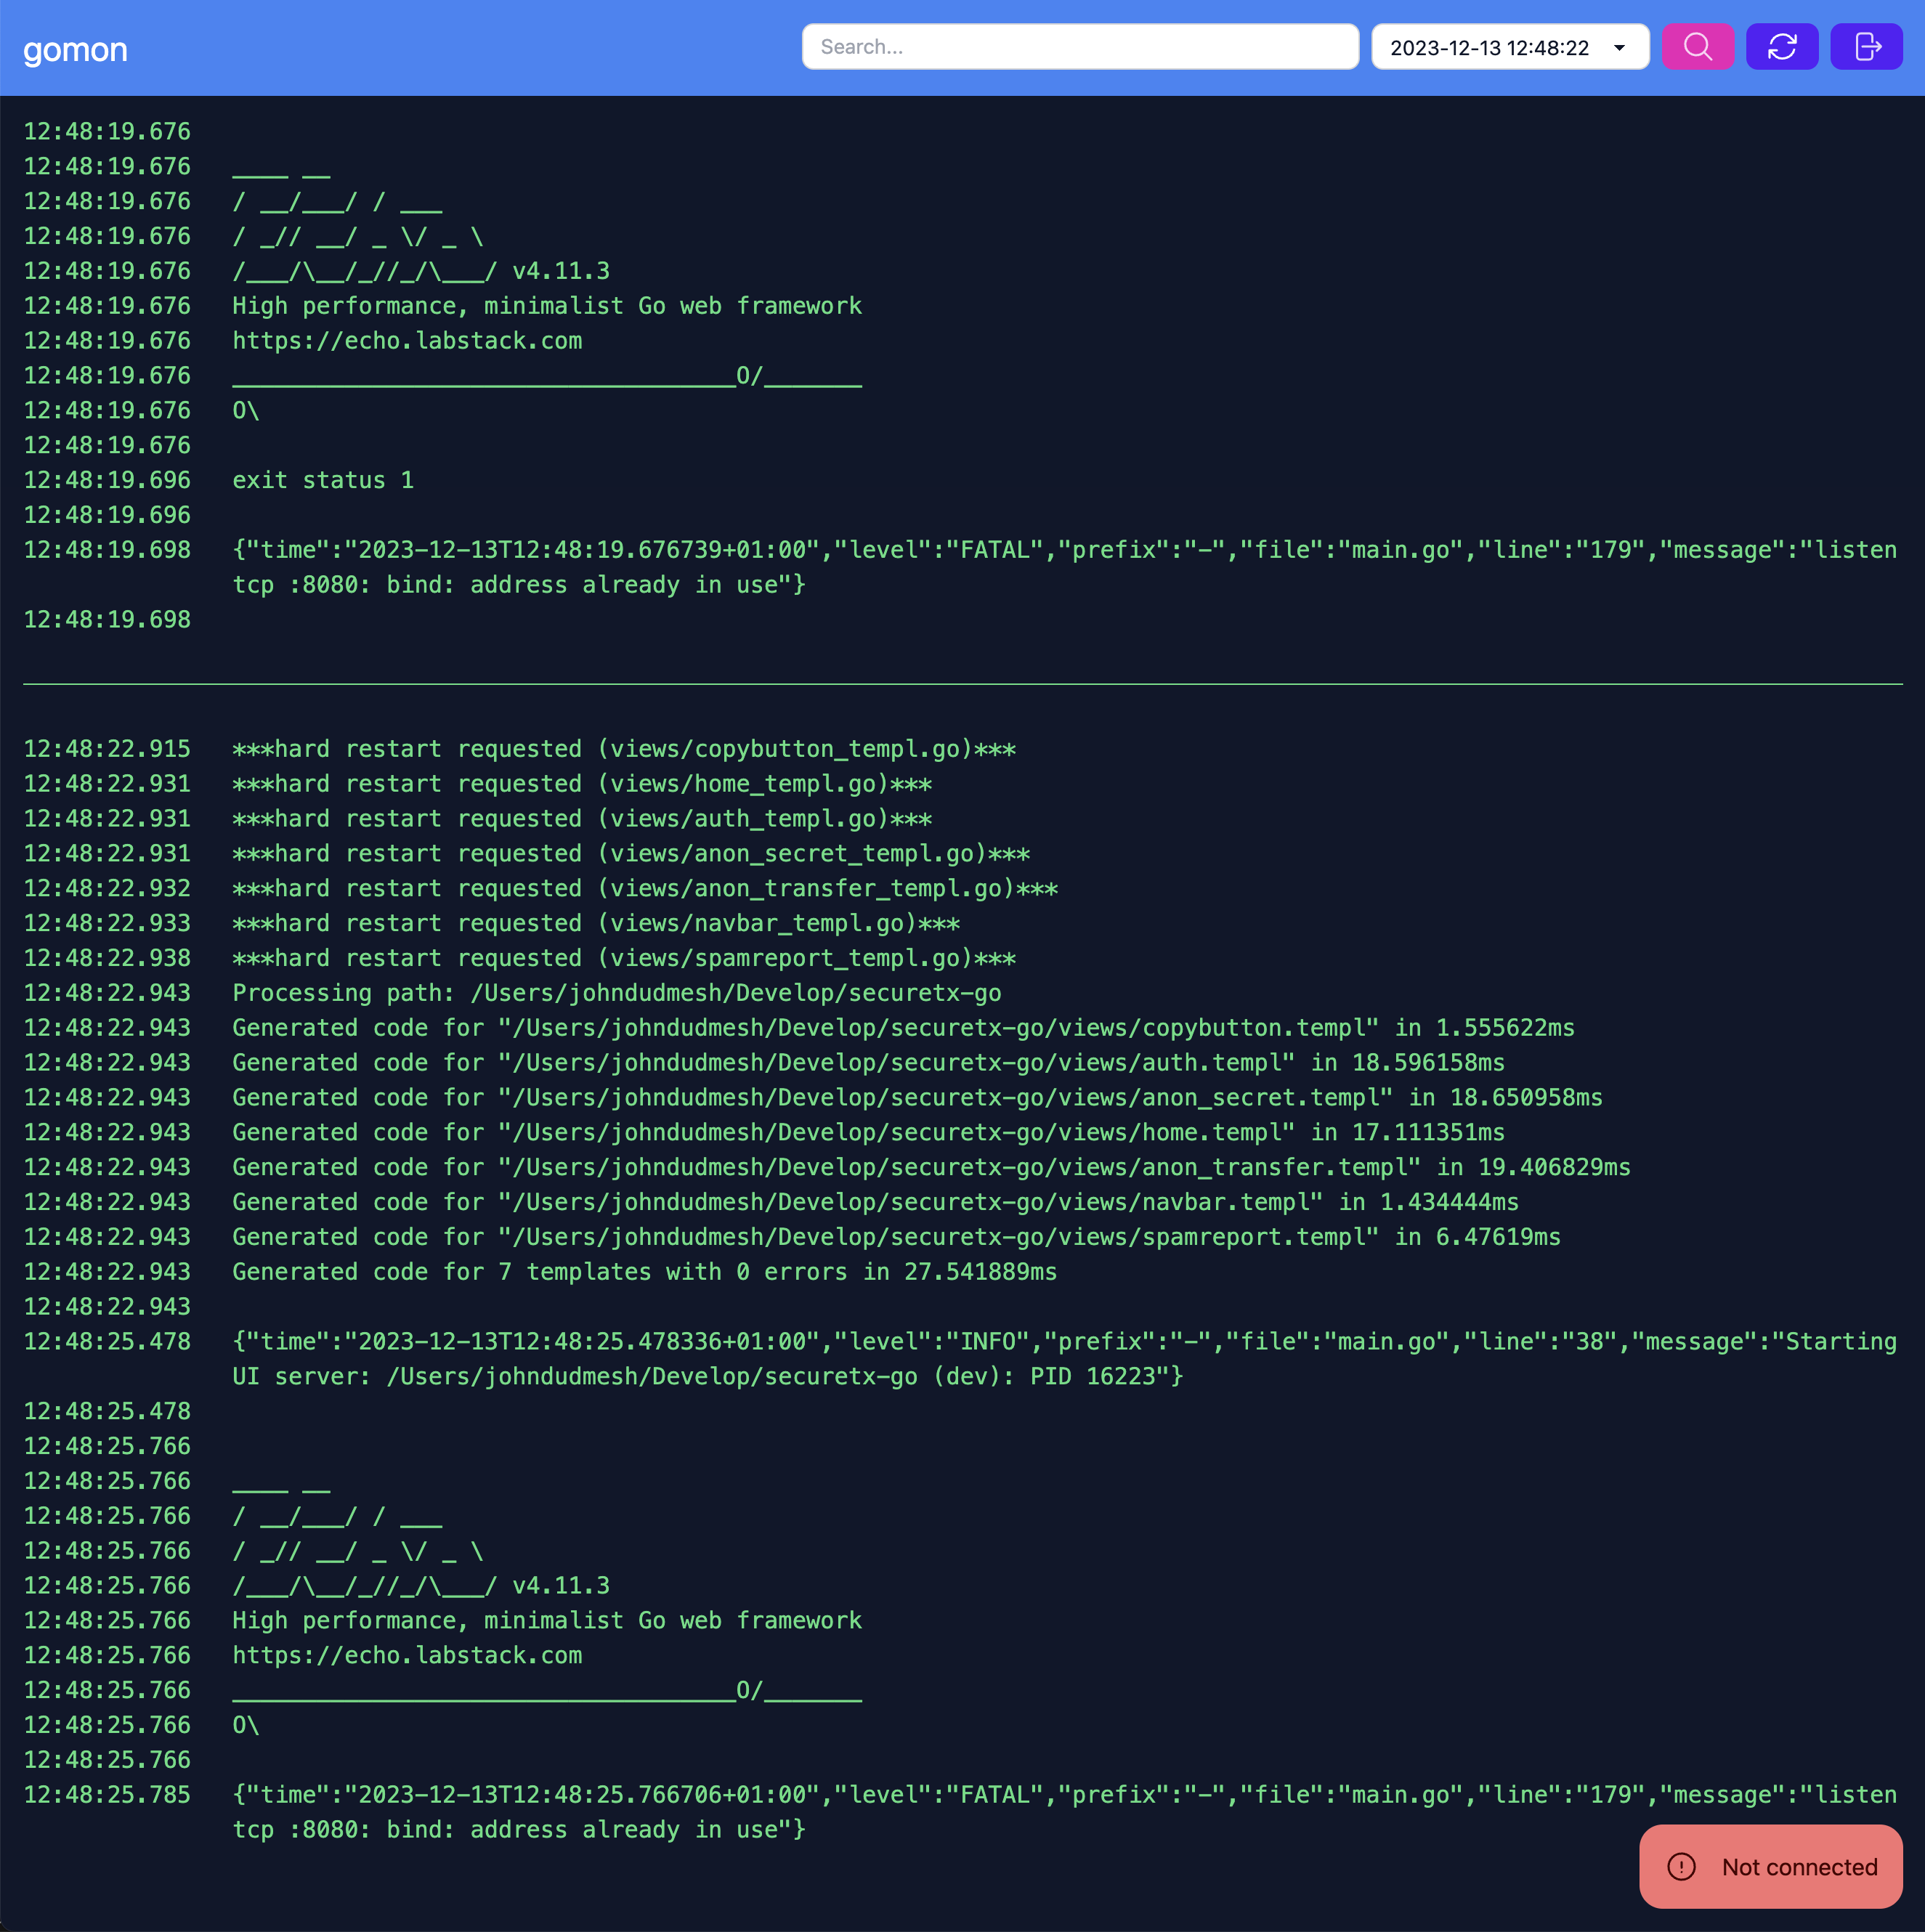 gomon
Search...
2023-12-13 12:48:22
12:48:19.676
12:48:19.676 ____ __
12:48:19.676 / __/___/ / ___
12:48:19.676 / _// __/ _ \/ _ \
12:48:19.676 /___/\__/_//_/\___/ v4.11.3
12:48:19.676 High performance, minimalist Go web framework
12:48:19.676 https://echo.labstack.com
12:48:19.676 ____________________________________O/_______
12:48:19.676 O\
12:48:19.676
12:48:19.696 exit status 1
12:48:19.696
12:48:19.698 {"time":"2023-12-13T12:48:19.676739+01:00","level":"FATAL","prefix":"-","file":"main.go","line":"179","message":"listen
tcp :8080: bind: address already in use"}
12:48:19.698
12:48:22.915 ***hard restart requested (views/copybutton_templ.go)***
12:48:22.931 ***hard restart requested (views/home_templ.go)***
12:48:22.931 ***hard restart requested (views/auth_templ.go)***
12:48:22.931 ***hard restart requested (views/anon_secret_templ.go)***
12:48:22.932 ***hard restart requested (views/anon_transfer_templ.go)***
12:48:22.933 ***hard restart requested (views/navbar_templ.go)***
12:48:22.938 ***hard restart requested (views/spamreport_templ.go)***
12:48:22.943 Processing path: /Users/johndudmesh/Develop/securetx-go
12:48:22.943 Generated code for "/Users/johndudmesh/Develop/securetx-go/views/copybutton.templ" in 1.555622ms
12:48:22.943 Generated code for "/Users/johndudmesh/Develop/securetx-go/views/auth.templ" in 18.596158ms
12:48:22.943 Generated code for "/Users/johndudmesh/Develop/securetx-go/views/anon_secret.templ" in 18.650958ms
12:48:22.943 Generated code for "/Users/johndudmesh/Develop/securetx-go/views/home.templ" in 17.111351ms
12:48:22.943 Generated code for "/Users/johndudmesh/Develop/securetx-go/views/anon_transfer.templ" in 19.406829ms
12:48:22.943 Generated code for "/Users/johndudmesh/Develop/securetx-go/views/navbar.templ" in 1.434444ms
12:48:22.943 Generated code for "/Users/johndudmesh/Develop/securetx-go/views/spamreport.templ" in 6.47619ms
12:48:22.943 Generated code for 7 templates with 0 errors in 27.541889ms
12:48:22.943
12:48:25.478 {"time":"2023-12-13T12:48:25.478336+01:00","level":"INFO","prefix":"-","file":"main.go","line":"38","message":"Starting
UI server: /Users/johndudmesh/Develop/securetx-go (dev): PID 16223"}
12:48:25.478
12:48:25.766
12:48:25.766 ____ __
12:48:25.766 / __/___/ / ___
12:48:25.766 / _// __/ _ \/ _ \
12:48:25.766 /___/\__/_//_/\___/ v4.11.3
12:48:25.766 High performance, minimalist Go web framework
12:48:25.766 https://echo.labstack.com
12:48:25.766 ____________________________________O/_______
12:48:25.766 O\
12:48:25.766
12:48:25.785 {"time":"2023-12-13T12:48:25.766706+01:00","level":"FATAL","prefix":"-","file":"main.go","line":"179","message":"listen
tcp :8080: bind: address already in use"}
Not connected